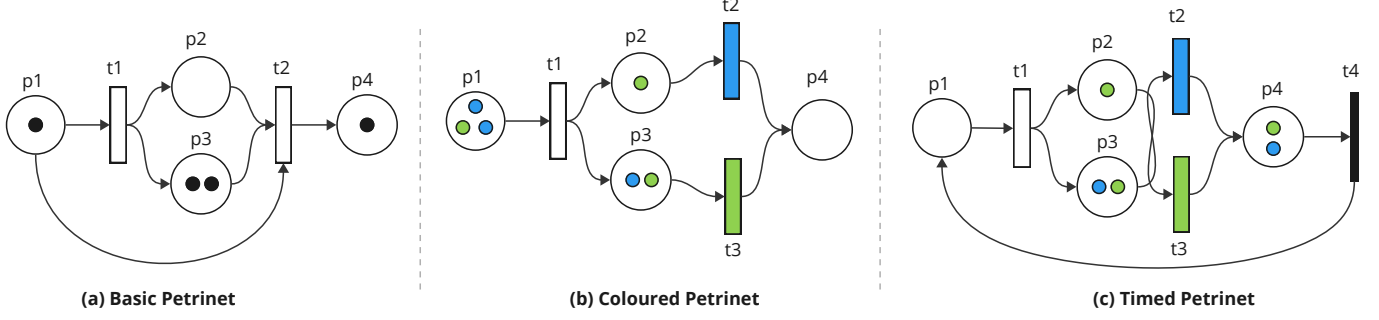 p1
t1
p2
p3
t2
p4
(a) Basic Petrinet
p1
t1
p2
p3
t2
t3
p4
(b) Coloured Petrinet
p1
t1
p2
p3
t2
t3
p4
t4
(c) Timed Petrinet